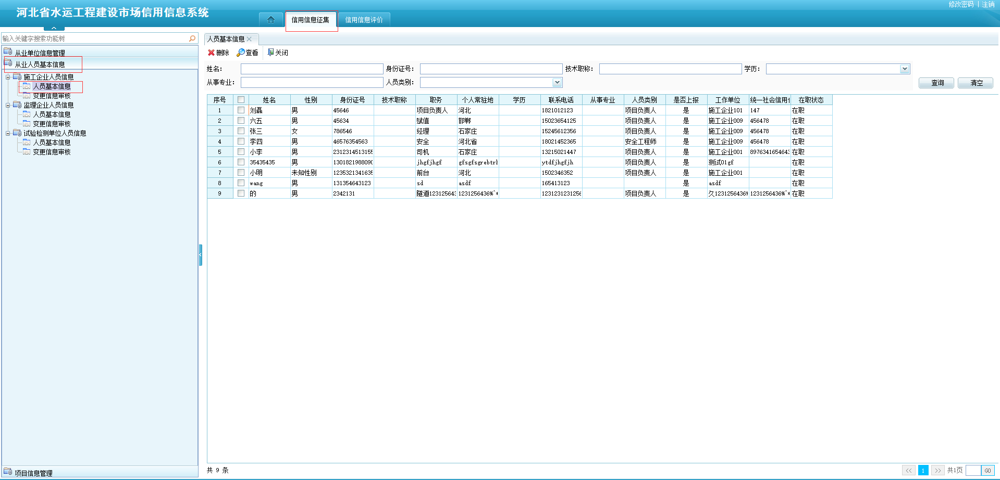 河北省水运工程建设市场信用信息系统
修改密码 | 注销
信用信息征集 信用信息评价
输入关键字搜索功能树
从业单位信息管理
从业人员基本信息
施工企业人员信息
人员基本信息
变更信息审核
监理企业人员信息
人员基本信息
变更信息审核
试验检测单位人员信息
人员基本信息
变更信息审核
项目信息管理
人员基本信息
删除 查看 关闭
姓名： 身份证号： 技术职称： 学历：
从事专业： 人员类别： 查询 清空
序号 姓名 性别 身份证号 技术职称 职务 个人常驻地 学历 联系电话 从事专业 人员类别 是否上报 工作单位 统一社会信用 在职状态
1 刘磊 男 45646 项目负责人 河北 1821012123 项目负责人 是 施工企业101 147 在职
2 六五 男 45634 赋值 邯郸 15023654125 项目负责人 是 施工企业009 456478 在职
3 张三 女 786546 经理 石家庄 15245612356 项目负责人 是 施工企业009 456478 在职
4 李四 男 46576354563 安全 河北省 18021452365 安全工程师 是 施工企业009 456478 在职
5 小李 男 2312314513155 司机 石家庄 13215021447 项目负责人 是 施工企业001 8976341654643 在职
6 35435435 男 1301821988090 jhgfjhgf gfsgfsgrebtrh ytdfjhgfjh 项目负责人 是 测试01gf 在职
7 小明 未知性别 1235321341635 前台 河北 1502346352 项目负责人 是 施工企业001 在职
8 wang 男 131354643123 sd asdf 165413123 是 asdf 在职
9 的 男 2342131 隧道123125643 1231256436%^* 1231231231256 项目负责人 是 欠1231256436% 1231256436%^* 在职
共 9 条
<< 1 >> 共1页 GO